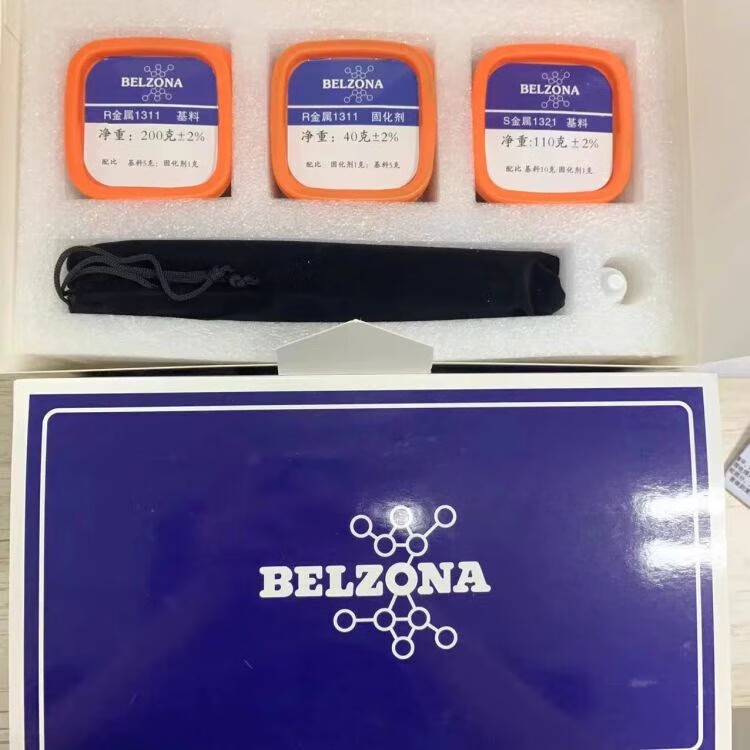 BELZONA
R金属1311 基料
净重：200克±2%
配比 基料5克：固化剂1克
BELZONA
R金属1311 固化剂
净重：40克±2%
配比 固化剂1克：基料5克
BELZONA
S金属1321 基料
净重:110克±2%
配比 基料10克:固化剂1克
BELZONA